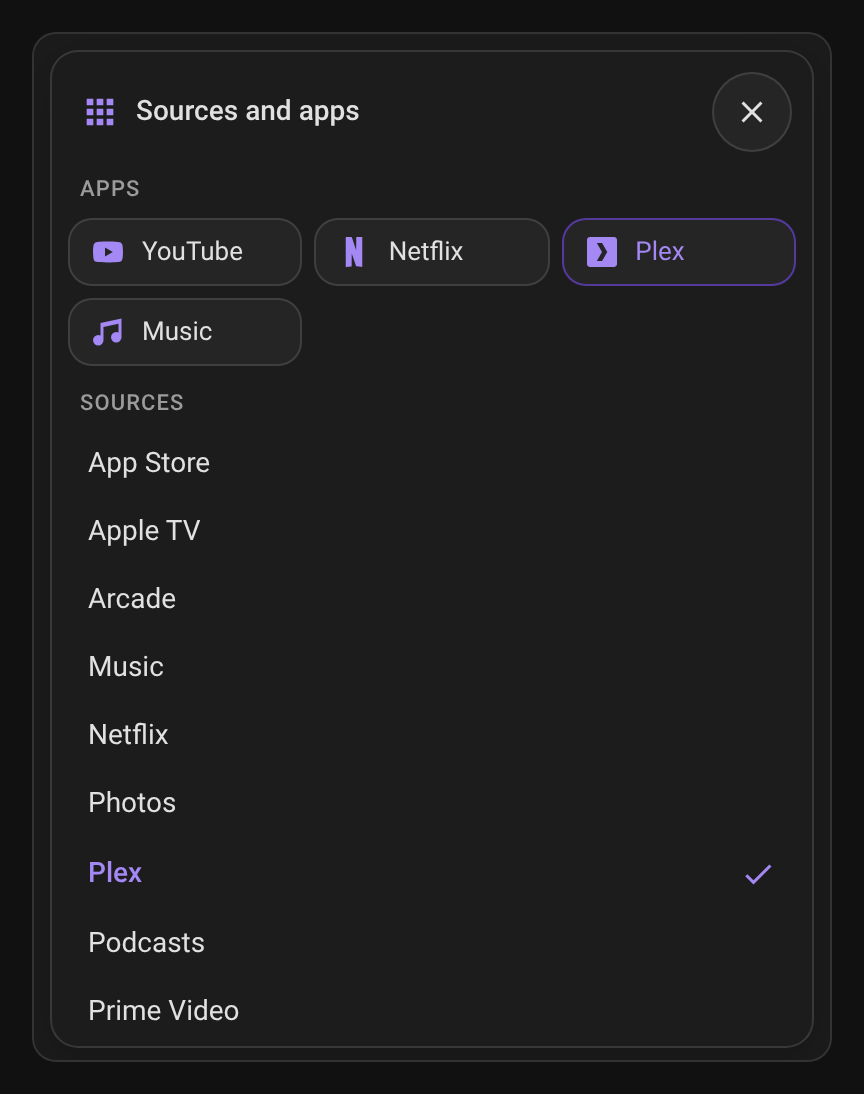 Sources and apps
APPS
YouTube
Netflix
Plex
Music
SOURCES
App Store
Apple TV
Arcade
Music
Netflix
Photos
Plex
Podcasts
Prime Video